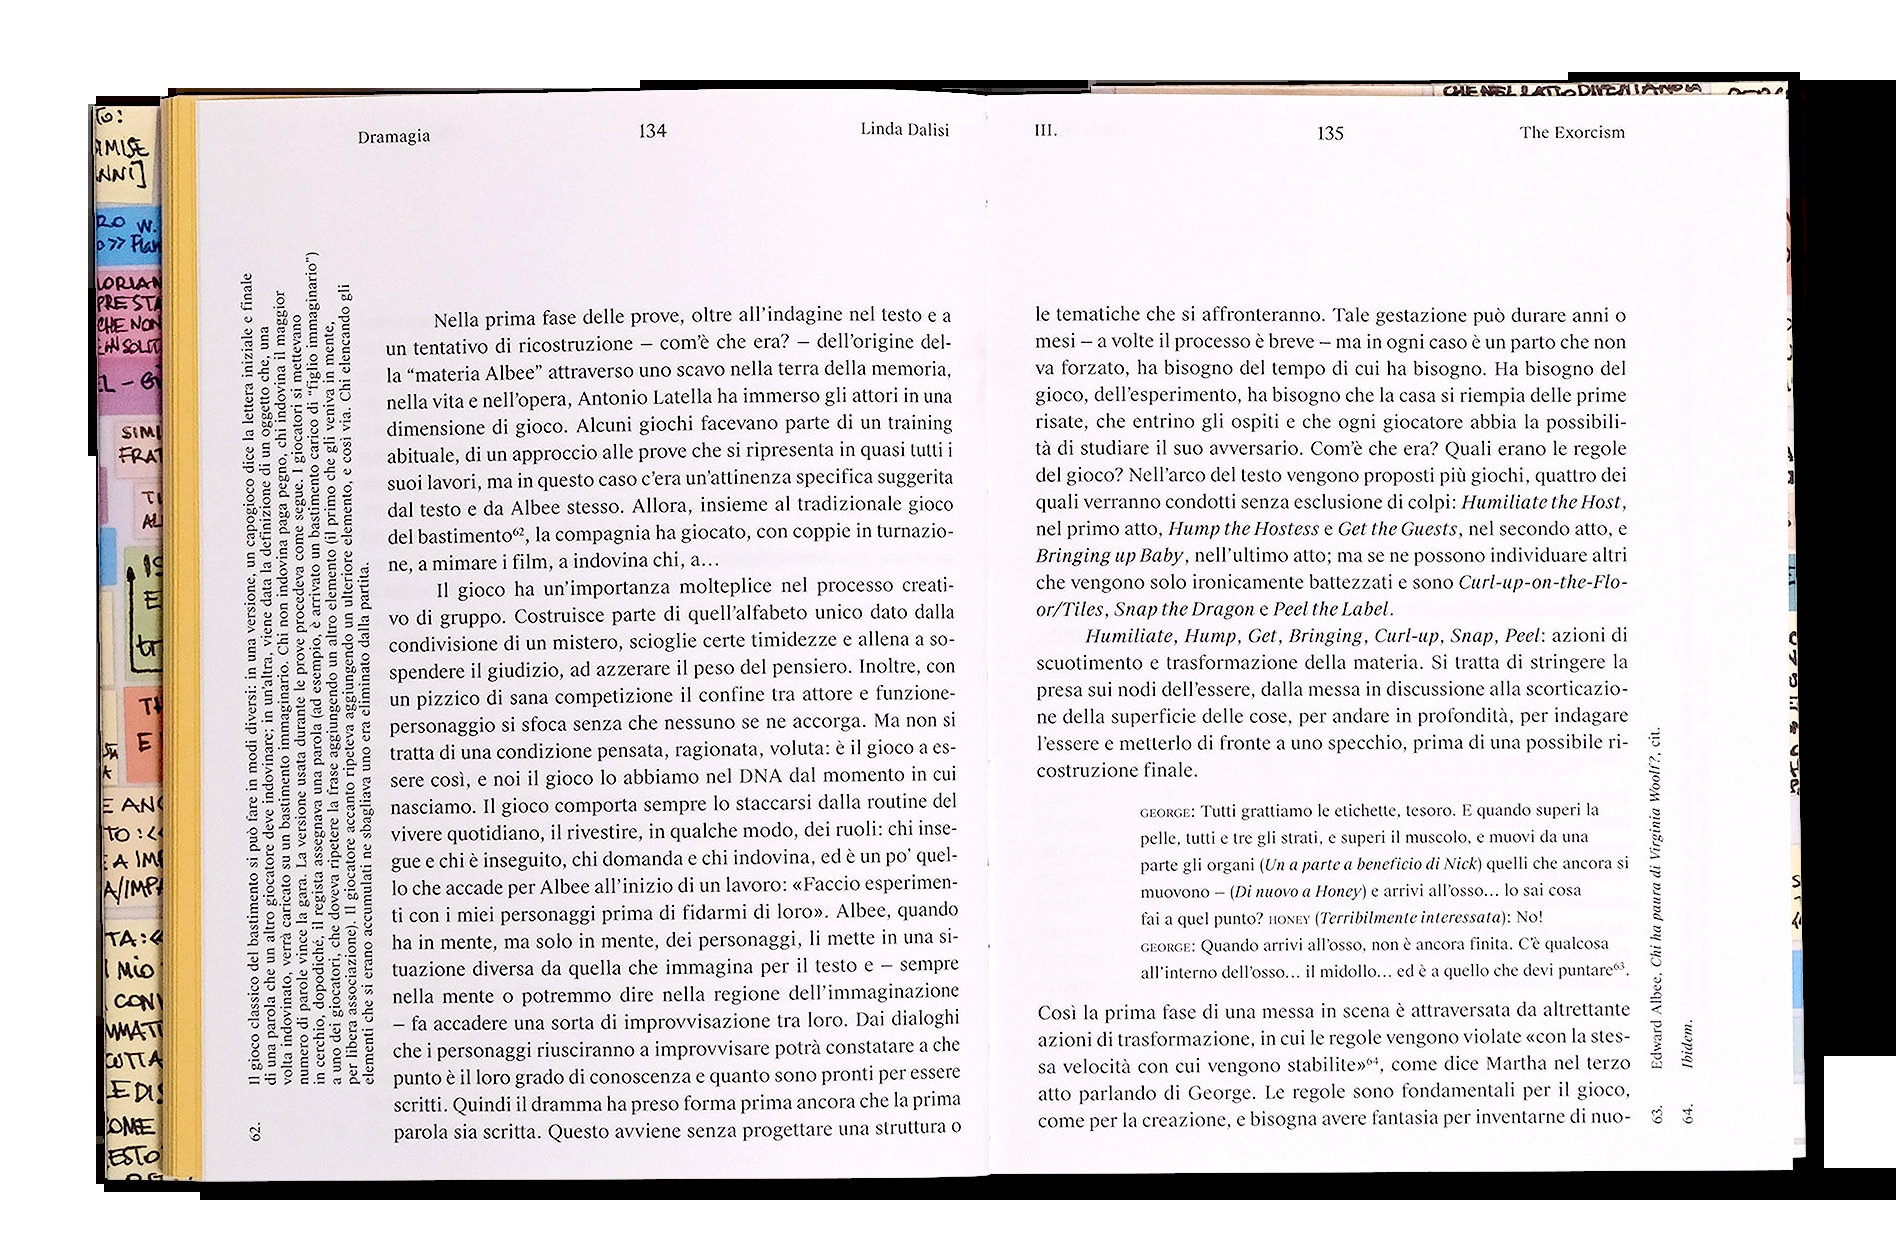 Dramagia 134 Linda Dalisi
Nella prima fase delle prove, oltre all’indagine nel testo e a
un tentativo di ricostruzione – com’è che era? – dell’origine del-
la “materia Albee” attraverso uno scavo nella terra della memoria,
nella vita e nell’opera, Antonio Latella ha immerso gli attori in una
dimensione di gioco. Alcuni giochi facevano parte di un training
abituale, di un approccio alle prove che si ripresenta in quasi tutti i
suoi lavori, ma in questo caso c’era un’attinenza specifica suggerita
dal testo e da Albee stesso. Allora, insieme al tradizionale gioco
del bastimento62, la compagnia ha giocato, con coppie in turnazio-
ne, a mimare i film, a indovina chi, a…
Il gioco ha un’importanza molteplice nel processo creati-
vo di gruppo. Costruisce parte di quell’alfabeto unico dato dalla
condivisione di un mistero, scioglie certe timidezze e allena a so-
spendere il giudizio, ad azzerare il peso del pensiero. Inoltre, con
un pizzico di sana competizione il confine tra attore e funzione-
personaggio si sfoca senza che nessuno se ne accorga. Ma non si
tratta di una condizione pensata, ragionata, voluta: è il gioco a es-
sere così, e noi il gioco lo abbiamo nel DNA dal momento in cui
nasciamo. Il gioco comporta sempre lo staccarsi dalla routine del
vivere quotidiano, il rivestire, in qualche modo, dei ruoli: chi inse-
gue e chi è inseguito, chi domanda e chi indovina, ed è un po’ quel-
lo che accade per Albee all’inizio di un lavoro: «Faccio esperimen-
ti con i miei personaggi prima di fidarmi di loro». Albee, quando
ha in mente, ma solo in mente, dei personaggi, li mette in una si-
tuazione diversa da quella che immagina per il testo e – sempre
nella mente o potremmo dire nella regione dell’immaginazione
– fa accadere una sorta di improvvisazione tra loro. Dai dialoghi
che i personaggi riusciranno a improvvisare potrà constatare a che
punto è il loro grado di conoscenza e quanto sono pronti per essere
scritti. Quindi il dramma ha preso forma prima ancora che la prima
parola sia scritta. Questo avviene senza progettare una struttura o
62. Il gioco classico del bastimento si può fare in modi diversi: in una versione, un capogioco dice la lettera iniziale e finale
di una parola che un altro giocatore deve indovinare; in un’altra, viene data la definizione di un oggetto che, una
volta indovinato, verrà caricato su un bastimento immaginario. Chi non indovina paga pegno, chi indovina il maggior
numero di parole vince la gara. La versione usata durante le prove procedeva come segue. I giocatori si mettevano
in cerchio, dopodiché, il regista assegnava una parola (ad esempio, è arrivato un bastimento carico di “figlio immaginario”)
a uno dei giocatori, che doveva ripetere la frase aggiungendo un altro elemento (il primo che gli veniva in mente,
per libera associazione). Il giocatore accanto ripeteva aggiungendo un ulteriore elemento, e così via. Chi elencando gli
elementi che si erano accumulati ne sbagliava uno era eliminato dalla partita.
III. 135 The Exorcism
le tematiche che si affronteranno. Tale gestazione può durare anni o
mesi – a volte il processo è breve – ma in ogni caso è un parto che non
va forzato, ha bisogno del tempo di cui ha bisogno. Ha bisogno del
gioco, dell’esperimento, ha bisogno che la casa si riempia delle prime
risate, che entrino gli ospiti e che ogni giocatore abbia la possibili-
tà di studiare il suo avversario. Com’è che era? Quali erano le regole
del gioco? Nell’arco del testo vengono proposti più giochi, quattro dei
quali verranno condotti senza esclusione di colpi: Humiliate the Host,
nel primo atto, Hump the Hostess e Get the Guests, nel secondo atto, e
Bringing up Baby, nell’ultimo atto; ma se ne possono individuare altri
che vengono solo ironicamente battezzati e sono Curl-up-on-the-Flo-
or/Tiles, Snap the Dragon e Peel the Label.
Humiliate, Hump, Get, Bringing, Curl-up, Snap, Peel: azioni di
scuotimento e trasformazione della materia. Si tratta di stringere la
presa sui nodi dell’essere, dalla messa in discussione alla scorticazio-
ne della superficie delle cose, per andare in profondità, per indagare
l’essere e metterlo di fronte a uno specchio, prima di una possibile ri-
costruzione finale.
GEORGE: Tutti grattiamo le etichette, tesoro. E quando superi la
pelle, tutti e tre gli strati, e superi il muscolo, e muovi da una
parte gli organi (Un a parte a beneficio di Nick) quelli che ancora si
muovono – (Di nuovo a Honey) e arrivi all’osso… lo sai cosa
fai a quel punto? HONEY (Terribilmente interessata): No!
GEORGE: Quando arrivi all’osso, non è ancora finita. C’è qualcosa
all’interno dell’osso… il midollo… ed è a quello che devi puntare63.
Così la prima fase di una messa in scena è attraversata da altrettante
azioni di trasformazione, in cui le regole vengono violate «con la stes-
sa velocità con cui vengono stabilite»64, come dice Martha nel terzo
atto parlando di George. Le regole sono fondamentali per il gioco,
come per la creazione, e bisogna avere fantasia per inventarne di nuo-
63. Edward Albee, Chi ha paura di Virginia Woolf?, cit.
64. Ibidem.